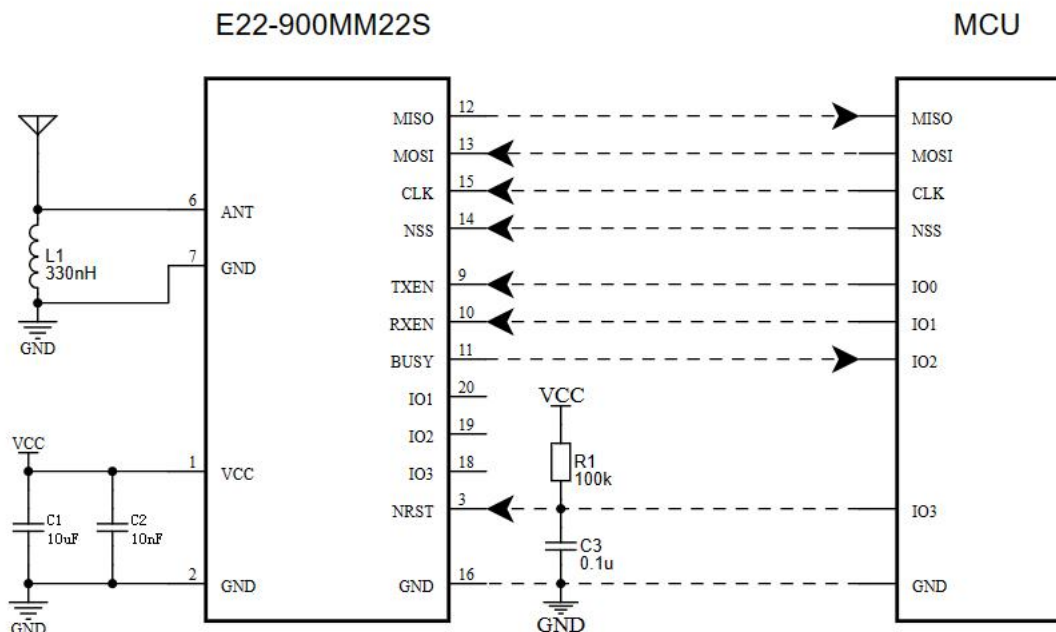 E22-900MM22S
MCU
MISO 12 MISO
MOSI 13 MOSI
CLK 15 CLK
NSS 14 NSS
6 ANT
7 GND
L1
330nH
GND
TXEN 9 IO0
RXEN 10 IO1
BUSY 11 IO2
IO1 20
IO2 19
IO3 18
VCC
R1
100k
VCC
1 VCC
C1
10uF
C2
10nF
NRST 3 IO3
C3
0.1u
2 GND
GND 16 GND
GND
GND